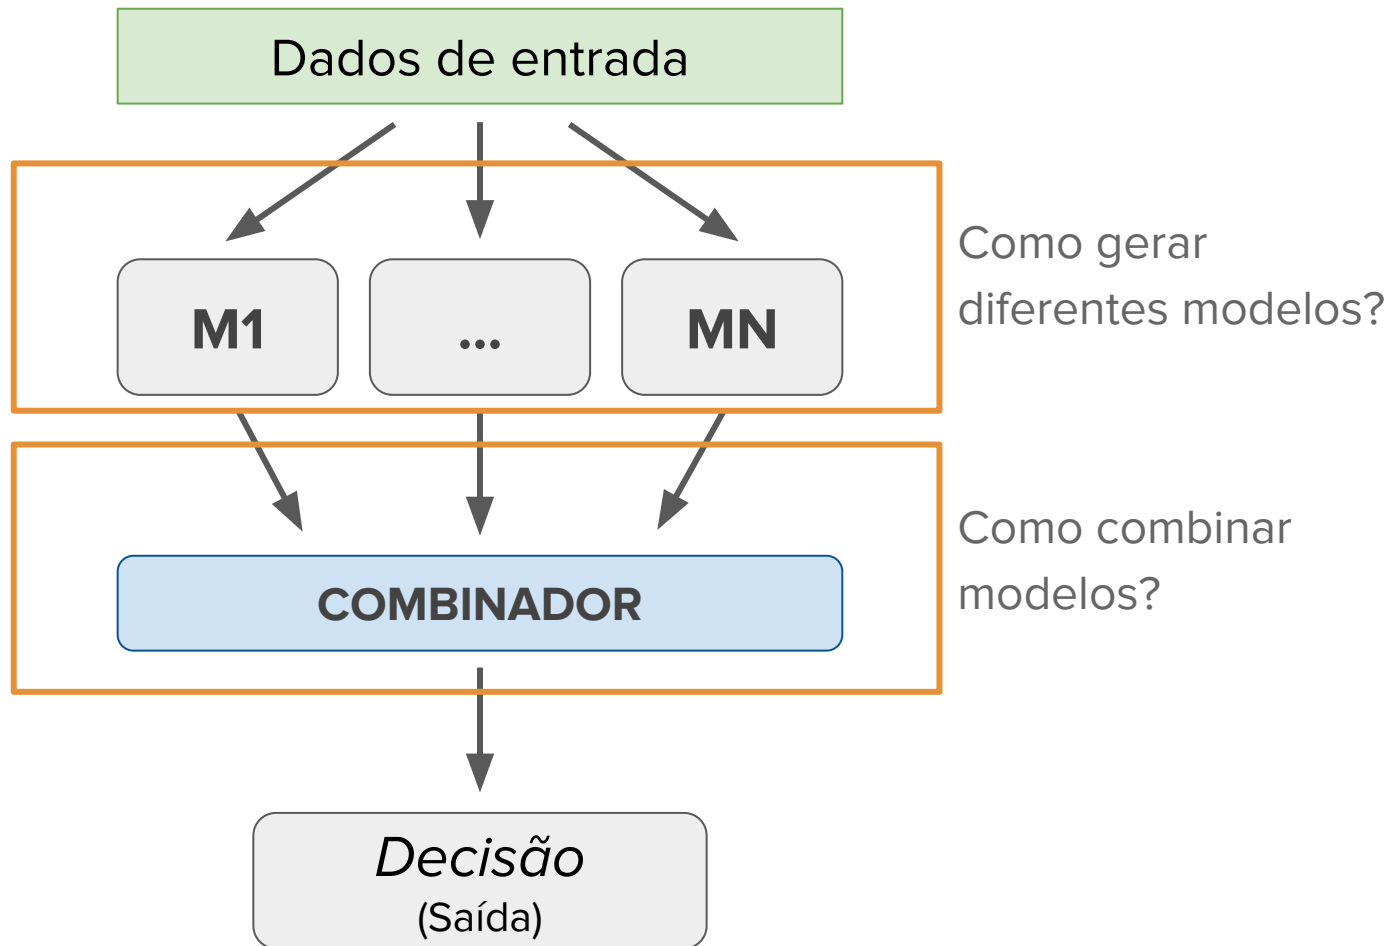 Dados de entrada
Como gerar
diferentes modelos?
M1
...
MN
Como combinar
modelos?
COMBINADOR
Decisão
(Saída)